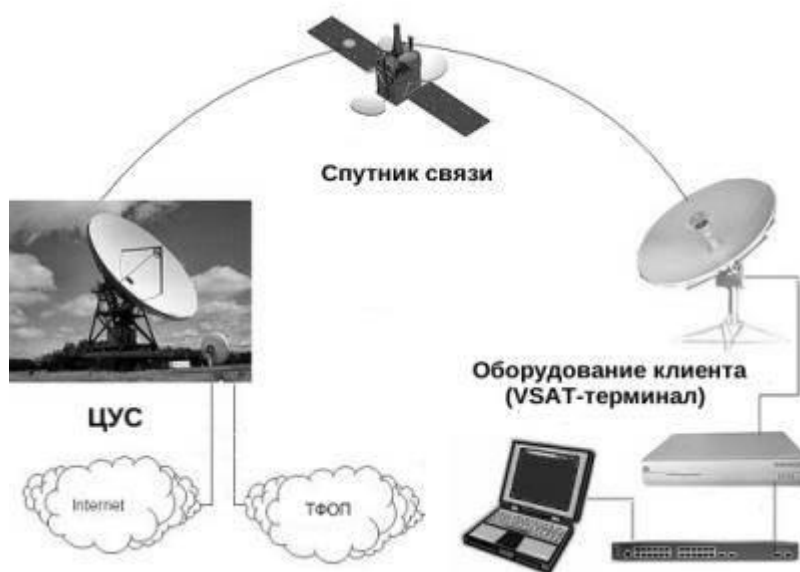 Спутник связи
Оборудование клиента
(VSAT-терминал)
ЦУС
Internet
ТФОП